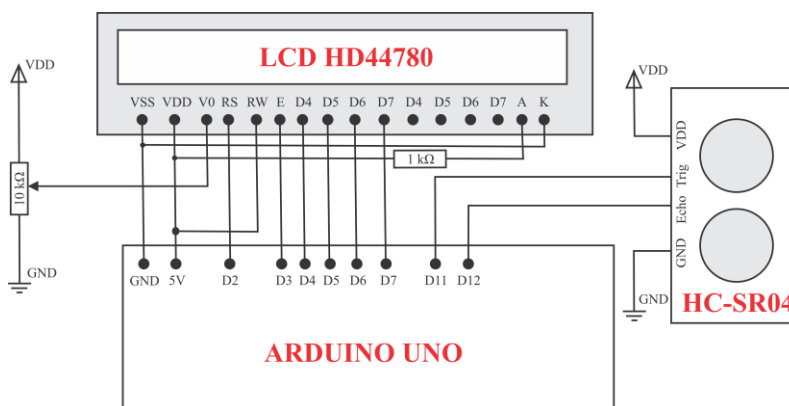 LCD HD44780
VDD
VDD
VSS VDD V0 RS RW E D4 D5 D6 D7 D4 D5 D6 D7 A K
VDD
1 kΩ
Trig
10 kΩ
Echo
GND
GND
GND 5V D2 D3 D4 D5 D6 D7 D11 D12
GND
HC-SR04
ARDUINO UNO